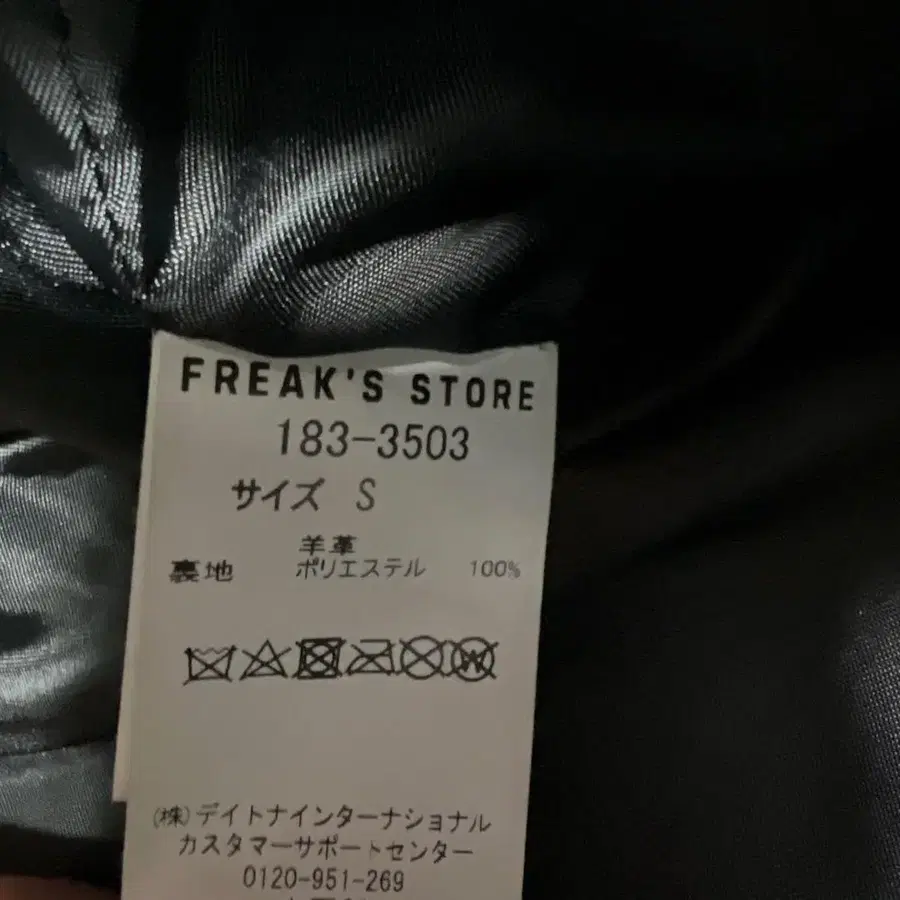 FREAK'S STORE
183-3503
サイズ S
羊革
裏地 ポリエステル 100%
(株)デイトナインターナショナル
カスタマーサポートセンター
0120-951-269